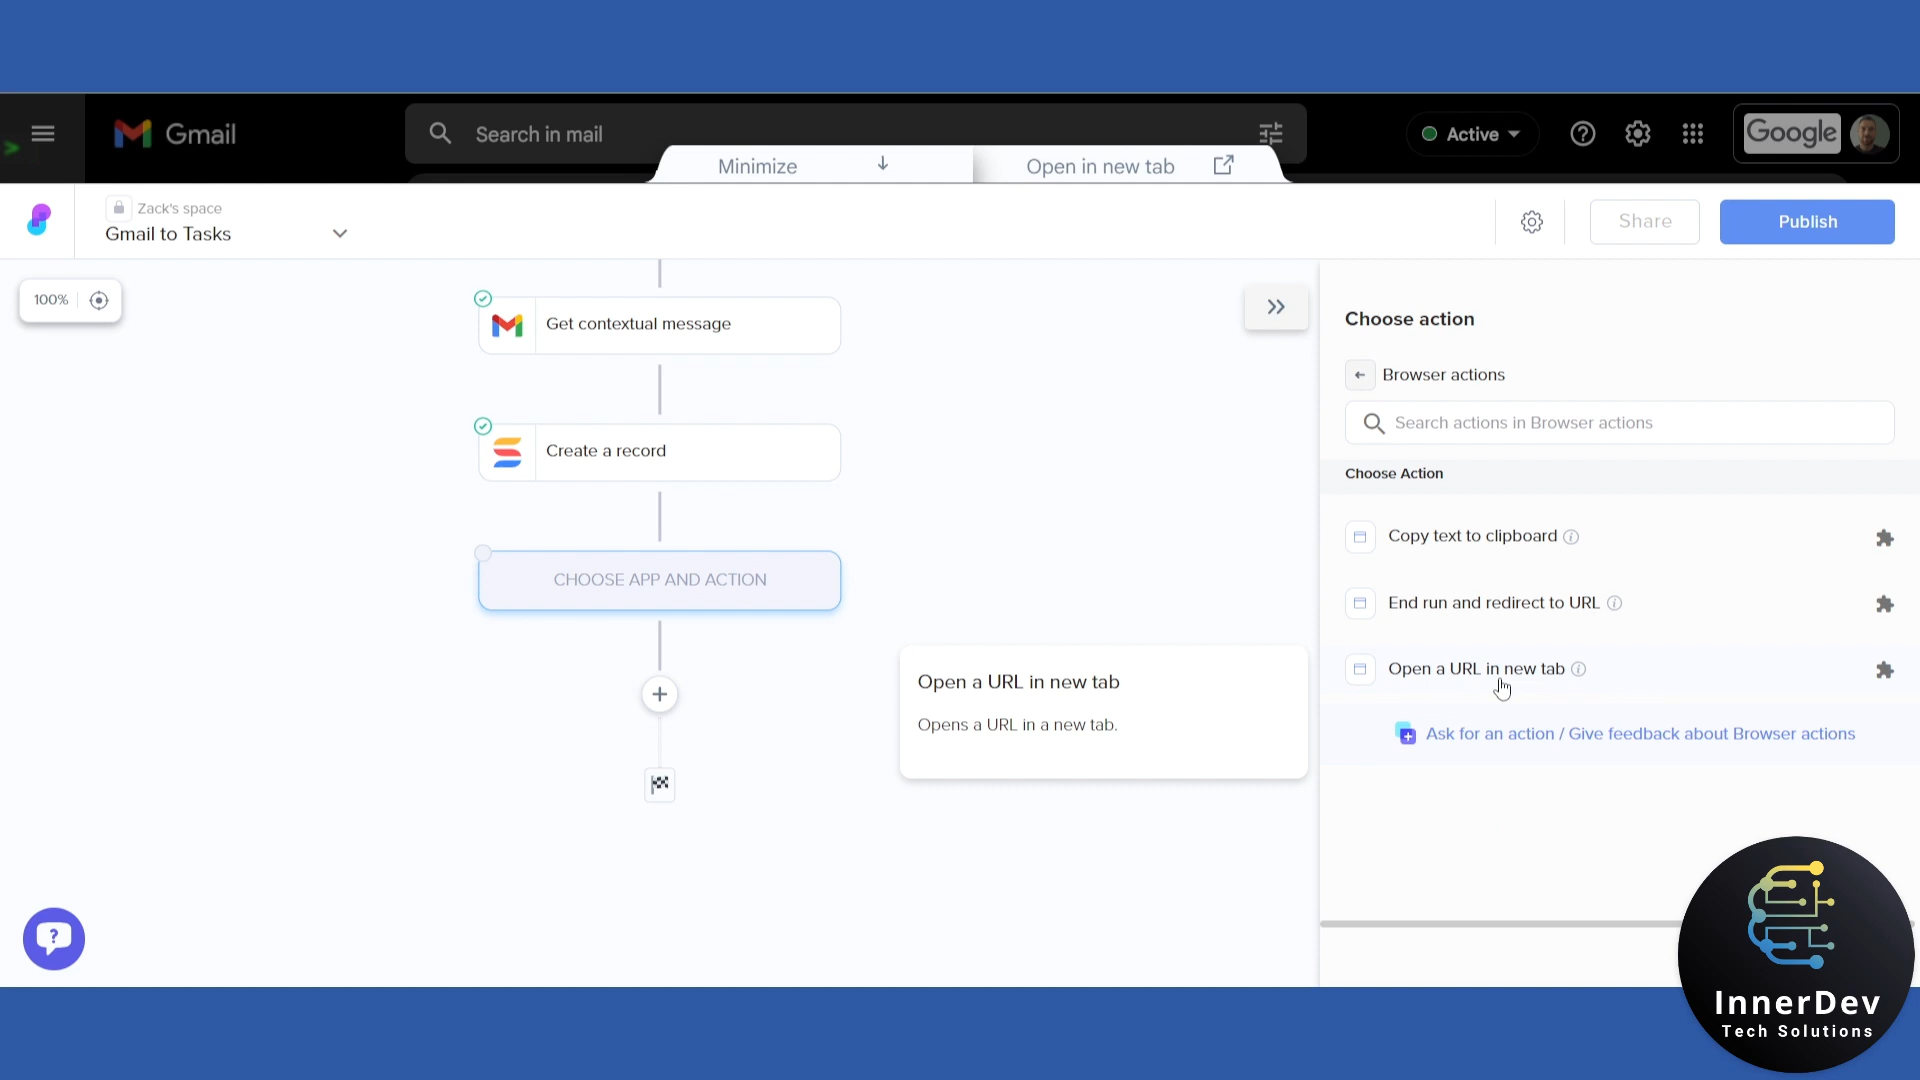 Gmail
Search in mail
Active
Google
Minimize
Open in new tab
Zack's space
Gmail to Tasks
Share
Publish
100%
Get contextual message
Create a record
CHOOSE APP AND ACTION
Open a URL in new tab
Opens a URL in a new tab.
Choose action
Browser actions
Search actions in Browser actions
Choose Action
Copy text to clipboard
End run and redirect to URL
Open a URL in new tab
Ask for an action / Give feedback about Browser actions
InnerDev
Tech Solutions